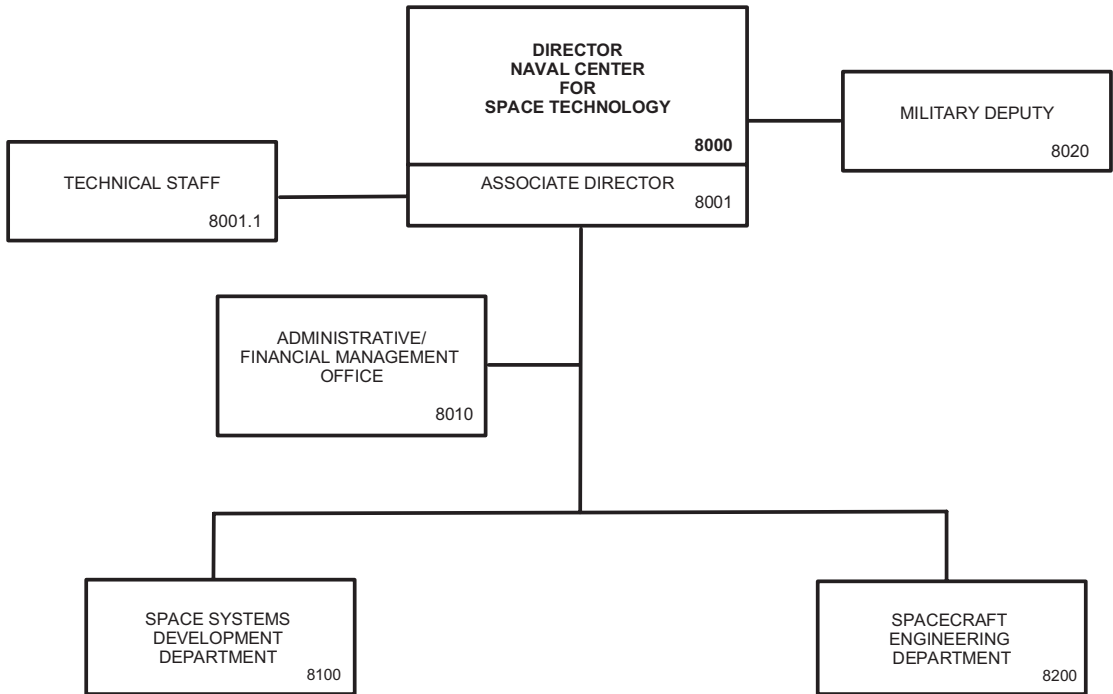 DIRECTOR
NAVAL CENTER
FOR
SPACE TECHNOLOGY
8000
ASSOCIATE DIRECTOR
8001
MILITARY DEPUTY
8020
TECHNICAL STAFF
8001.1
ADMINISTRATIVE/
FINANCIAL MANAGEMENT
OFFICE
8010
SPACE SYSTEMS
DEVELOPMENT
DEPARTMENT
8100
SPACECRAFT
ENGINEERING
DEPARTMENT
8200